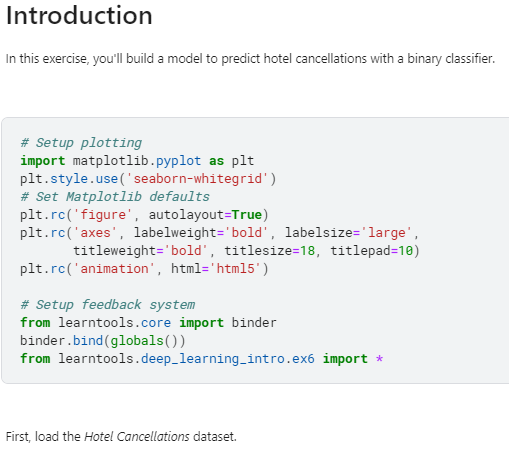 Introduction
In this exercise, you'll build a model to predict hotel cancellations with a binary classifier.
# Setup plotting
import matplotlib.pyplot as plt
plt.style.use('seaborn-whitegrid')
# Set Matplotlib defaults
plt.rc('figure', autolayout=True)
plt.rc('axes', labelweight='bold', labelsize='large',
       titleweight='bold', titlesize=18, titlepad=10)
plt.rc('animation', html='html5')
# Setup feedback system
from learntools.core import binder
binder.bind(globals())
from learntools.deep_learning_intro.ex6 import *
First, load the Hotel Cancellations dataset.